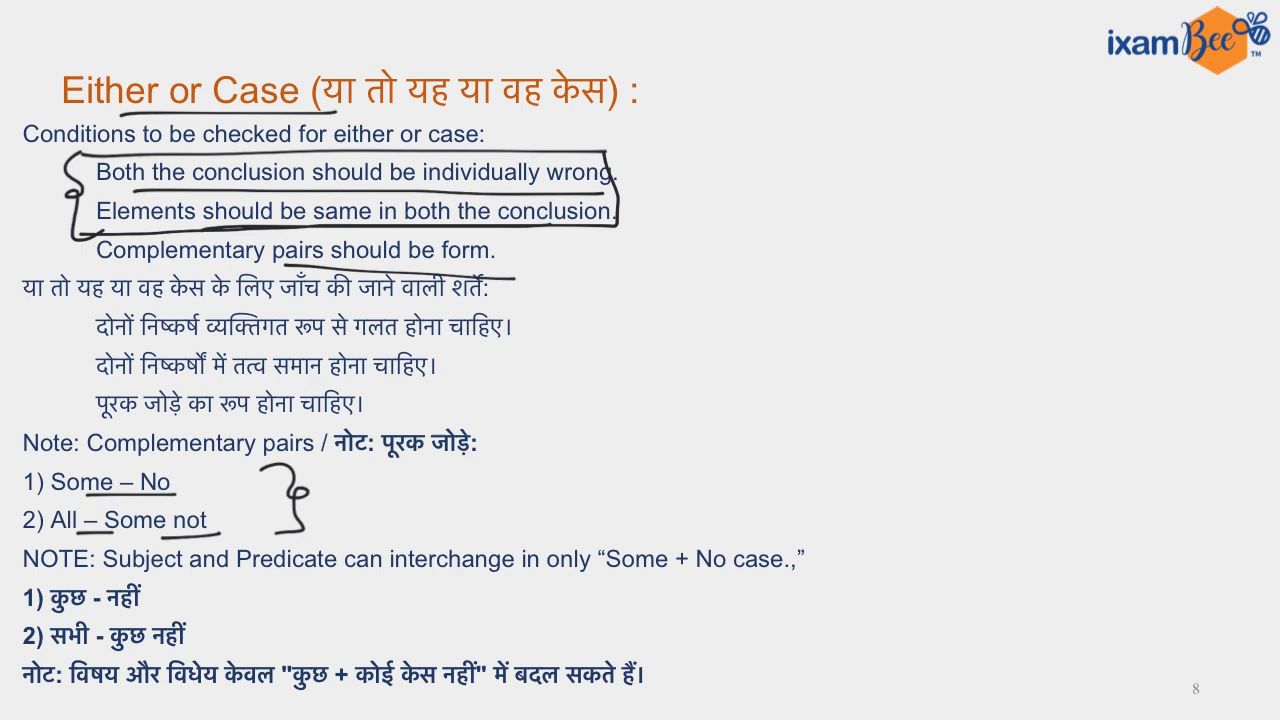 ixamBee™
Either or Case (या तो यह या वह केस) :
Conditions to be checked for either or case:
Both the conclusion should be individually wrong.
Elements should be same in both the conclusion.
Complementary pairs should be form.
या तो यह या वह केस के लिए जाँच की जाने वाली शर्ते:
दोनों निष्कर्ष व्यक्तिगत रूप से गलत होना चाहिए।
दोनों निष्कर्षों में तत्व समान होना चाहिए।
पूरक जोड़े का रूप होना चाहिए।
Note: Complementary pairs / नोट: पूरक जोड़े:
1) Some – No
2) All – Some not
NOTE: Subject and Predicate can interchange in only “Some + No case.,”
1) कुछ - नहीं
2) सभी - कुछ नहीं
नोट: विषय और विधेय केवल "कुछ + कोई केस नहीं" में बदल सकते हैं।
8